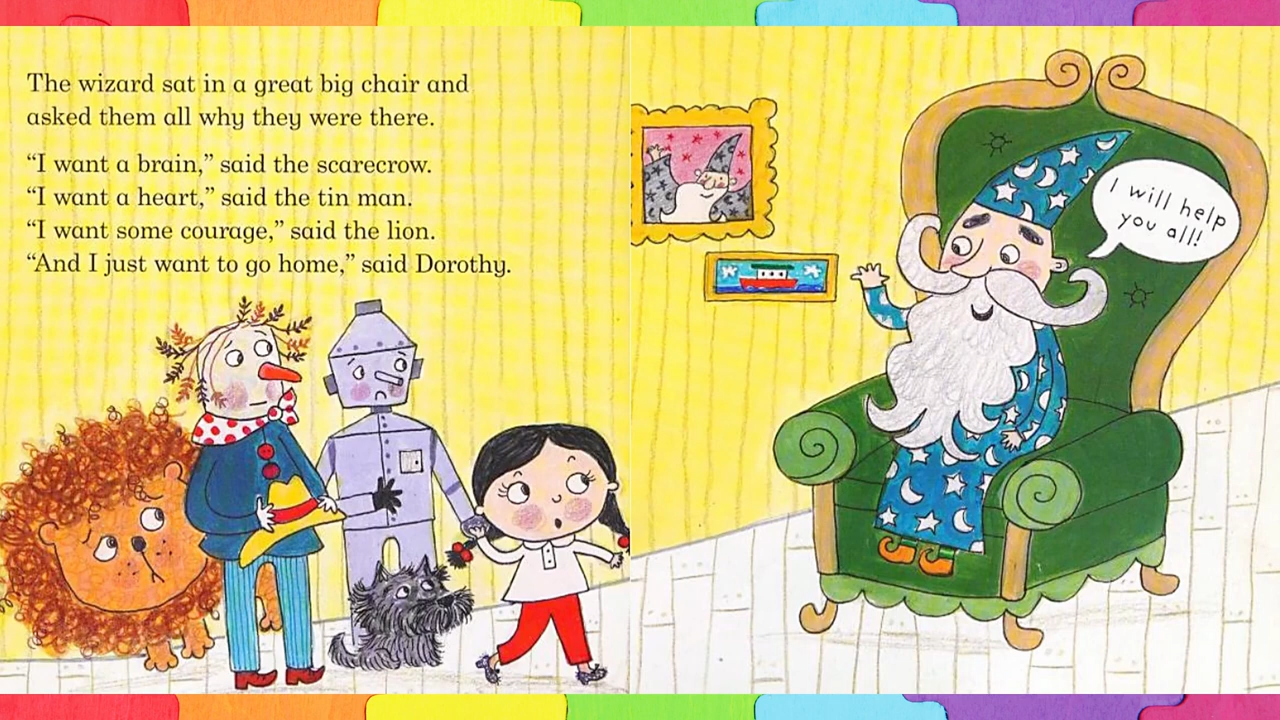 The wizard sat in a great big chair and
asked them all why they were there.
“I want a brain,” said the scarecrow.
“I want a heart,” said the tin man.
“I want some courage,” said the lion.
“And I just want to go home,” said Dorothy.
I will help
you all!